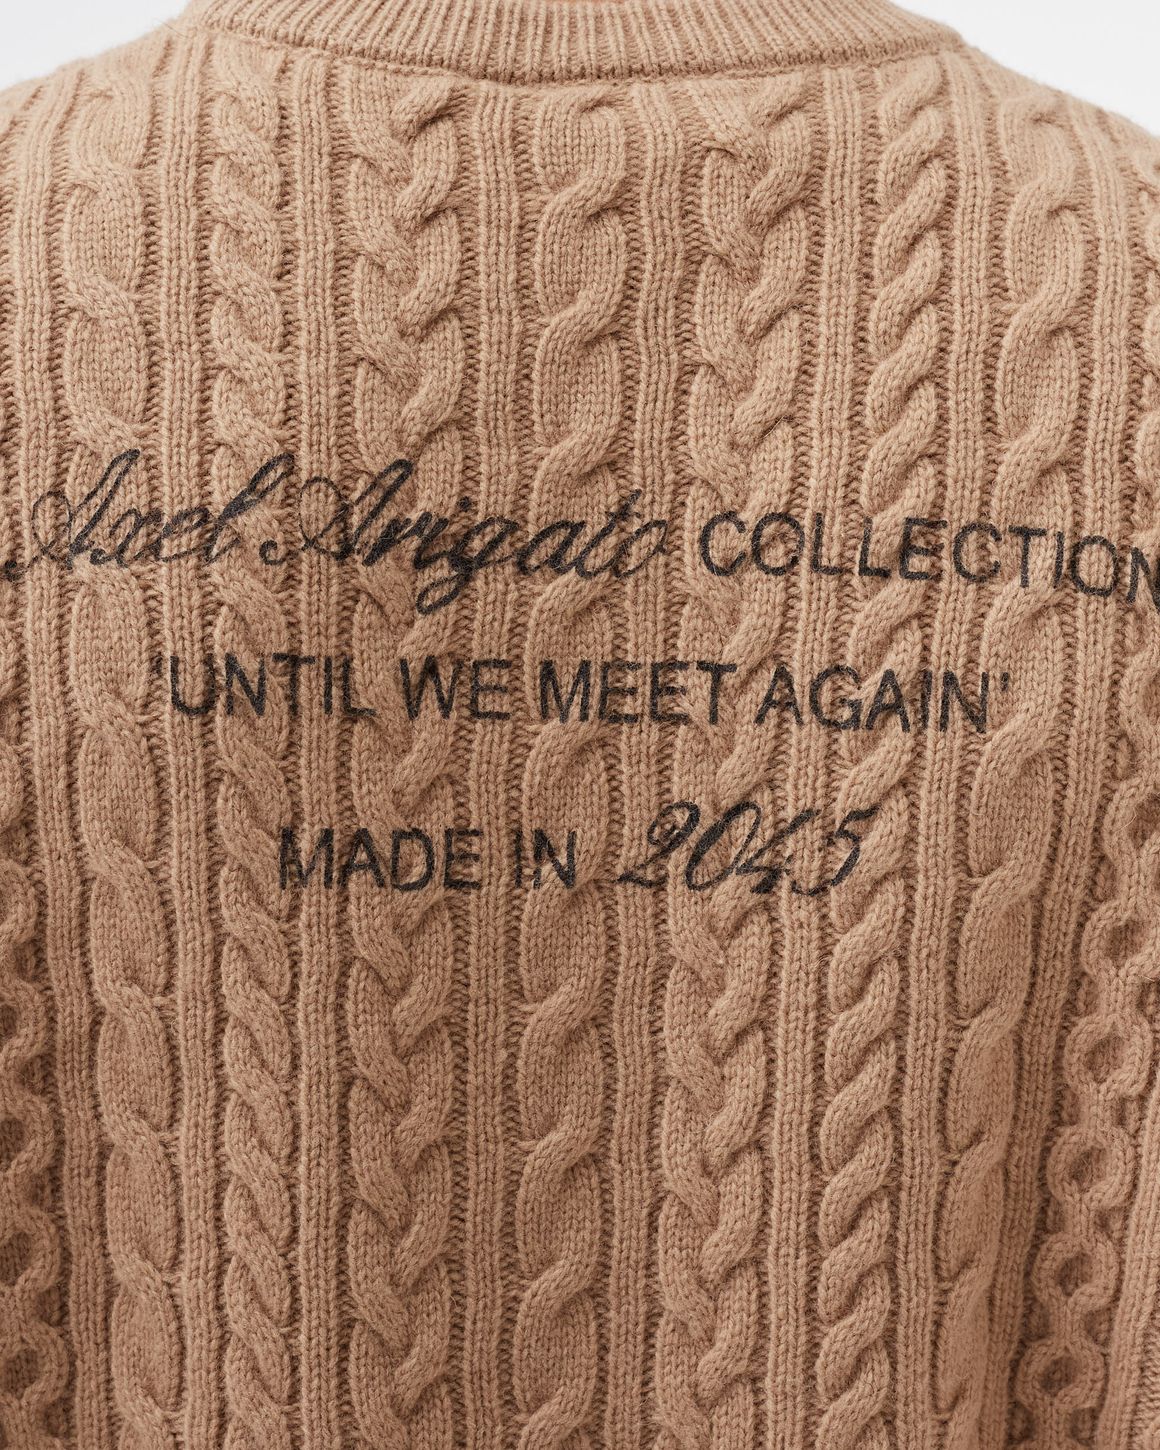 Axel Arigato COLLECTION
'UNTIL WE MEET AGAIN'
MADE IN 2045